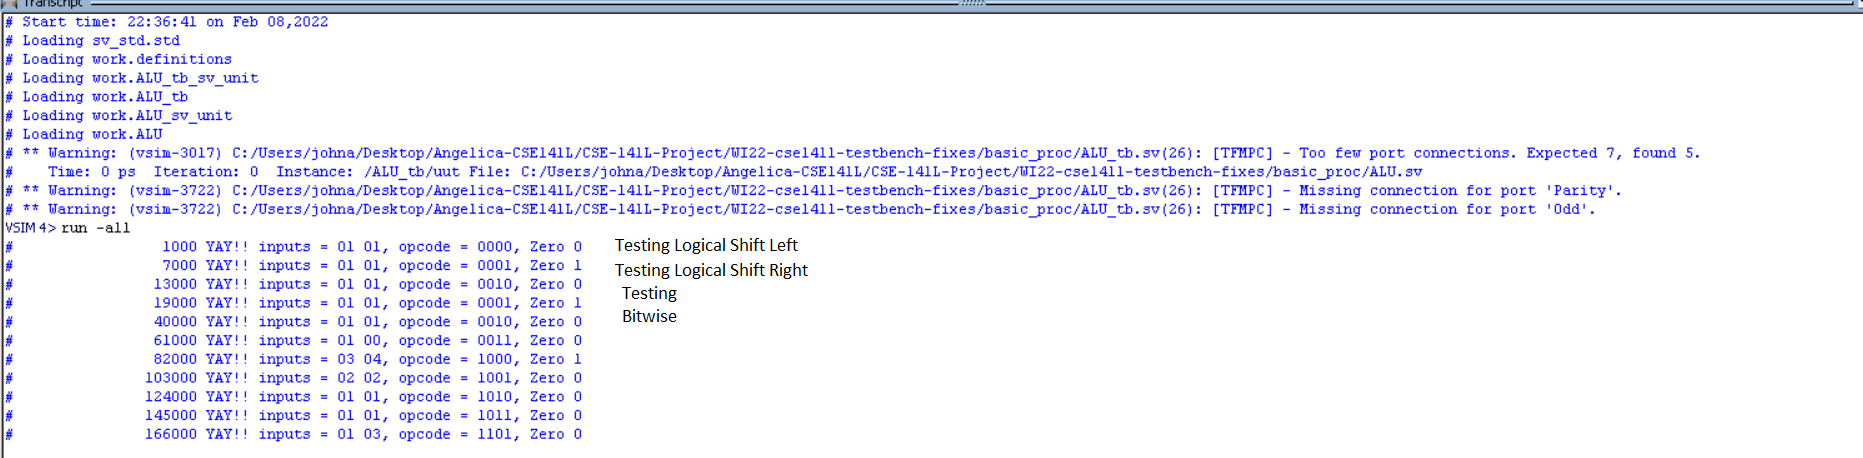 Transcript
# Start time: 22:36:41 on Feb 08,2022
# Loading sv_std.std
# Loading work.definitions
# Loading work.ALU_tb_sv_unit
# Loading work.ALU_tb
# Loading work.ALU_sv_unit
# Loading work.ALU
# ** Warning: (vsim-3017) C:/Users/johna/Desktop/Angelica-CSE141L/CSE-141L-Project/WI22-cse141l-testbench-fixes/basic_proc/ALU_tb.sv(26): [TFMPC] - Too few port connections. Expected 7, found 5.
#    Time: 0 ps  Iteration: 0  Instance: /ALU_tb/uut File: C:/Users/johna/Desktop/Angelica-CSE141L/CSE-141L-Project/WI22-cse141l-testbench-fixes/basic_proc/ALU.sv
# ** Warning: (vsim-3722) C:/Users/johna/Desktop/Angelica-CSE141L/CSE-141L-Project/WI22-cse141l-testbench-fixes/basic_proc/ALU_tb.sv(26): [TFMPC] - Missing connection for port 'Parity'.
# ** Warning: (vsim-3722) C:/Users/johna/Desktop/Angelica-CSE141L/CSE-141L-Project/WI22-cse141l-testbench-fixes/basic_proc/ALU_tb.sv(26): [TFMPC] - Missing connection for port 'Odd'.
VSIM 4> run -all
# 1000 YAY!! inputs = 01 01, opcode = 0000, Zero 0 Testing Logical Shift Left
# 7000 YAY!! inputs = 01 01, opcode = 0001, Zero 1 Testing Logical Shift Right
# 13000 YAY!! inputs = 01 01, opcode = 0010, Zero 0 Testing
# 19000 YAY!! inputs = 01 01, opcode = 0001, Zero 1 Bitwise
# 40000 YAY!! inputs = 01 01, opcode = 0010, Zero 0
# 61000 YAY!! inputs = 01 00, opcode = 0011, Zero 0
# 82000 YAY!! inputs = 03 04, opcode = 1000, Zero 1
# 103000 YAY!! inputs = 02 02, opcode = 1001, Zero 0
# 124000 YAY!! inputs = 01 01, opcode = 1010, Zero 0
# 145000 YAY!! inputs = 01 01, opcode = 1011, Zero 0
# 166000 YAY!! inputs = 01 03, opcode = 1101, Zero 0